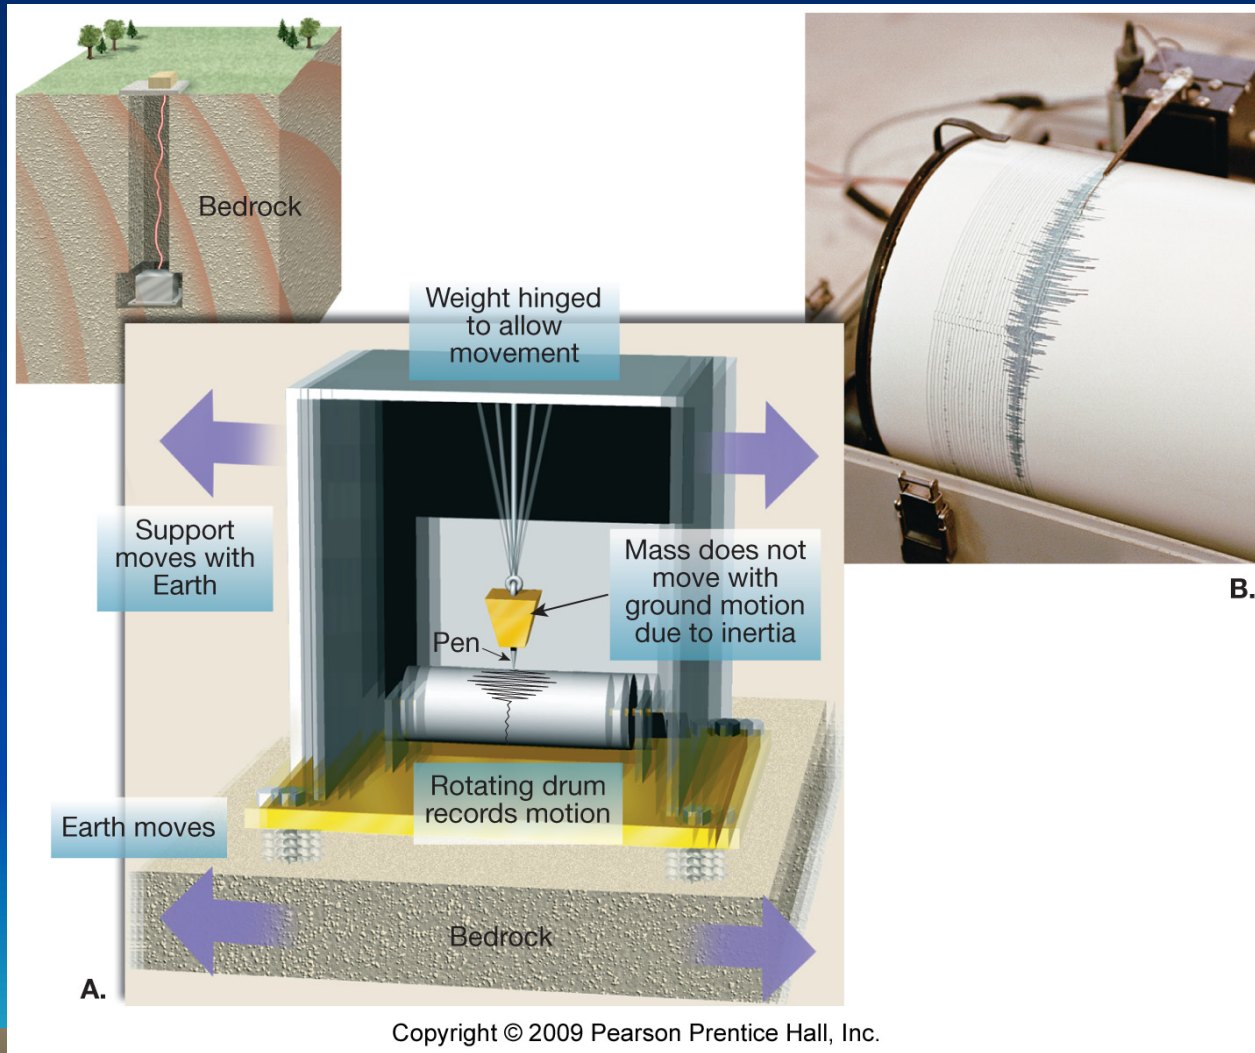 Bedrock
Weight hinged
to allow
movement
Support
moves with
Earth
Mass does not
move with
ground motion
due to inertia
Pen
Rotating drum
records motion
Earth moves
Bedrock
A.
B.
Copyright © 2009 Pearson Prentice Hall, Inc.